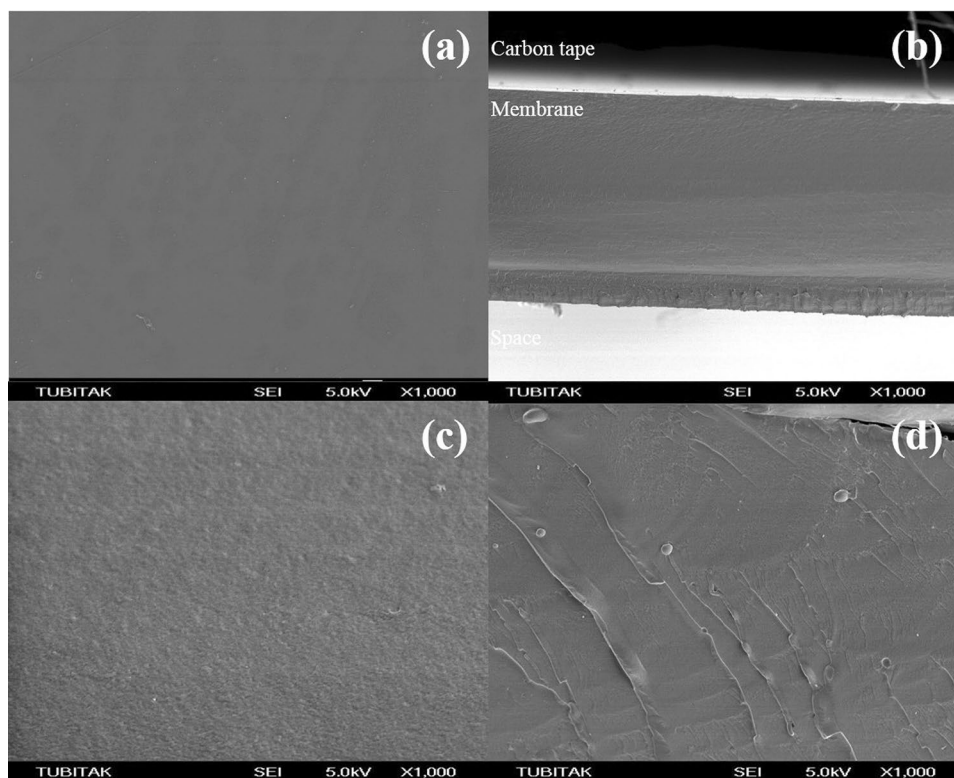 (a)
(b)
Carbon tape
Membrane
Space
TUBITAK SEI 5.0kV X1,000
TUBITAK SEI 5.0kV X1,000
(c)
(d)
TUBITAK SEI 5.0kV X1,000
TUBITAK SEI 5.0kV X1,000